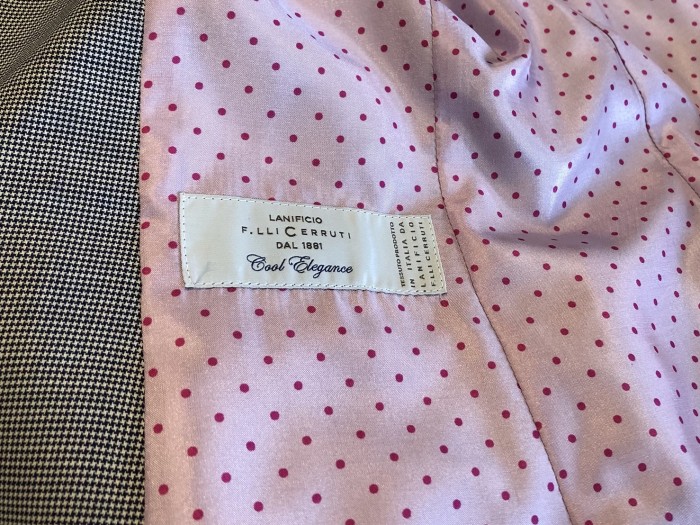 LANIFICIO
F.LLI CERRUTI
DAL 1881
Cool Elegance
TESSUTO PRODOTTO
IN ITALIA DA
LANIFICIO
F.LLI CERRUTI